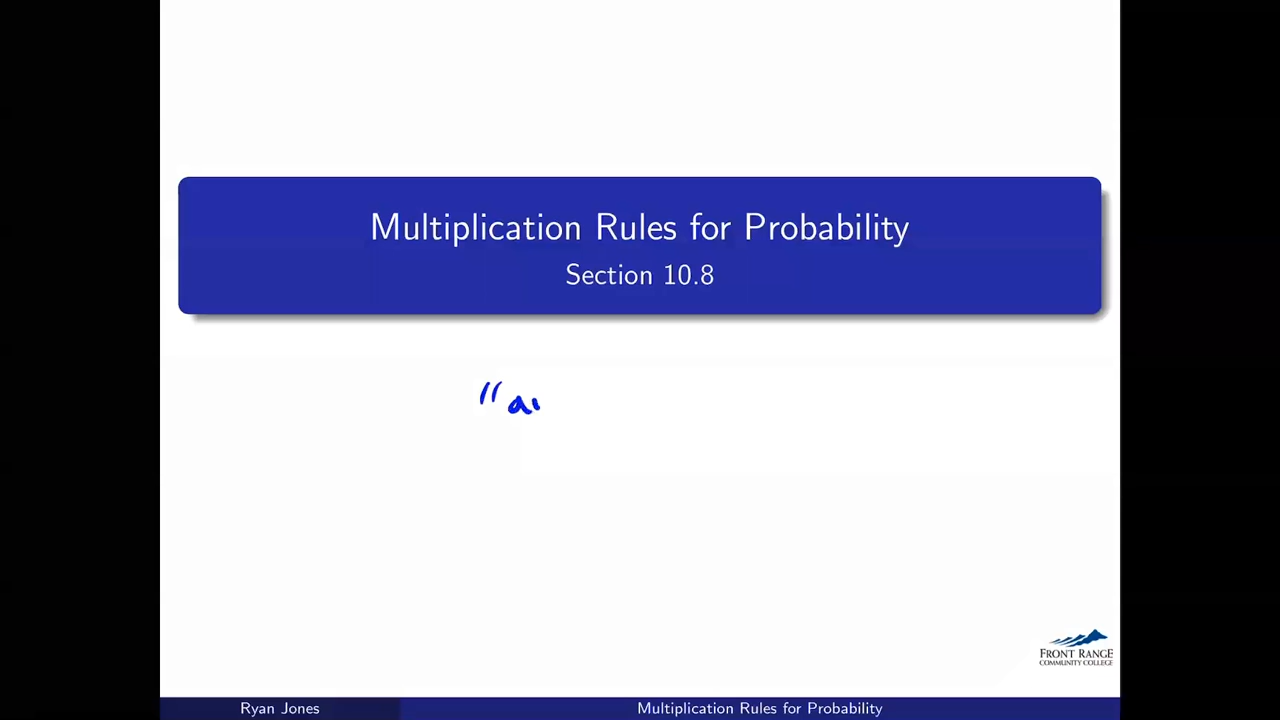 Multiplication Rules for Probability
Section 10.8
FRONT RANGE
COMMUNITY COLLEGE
Ryan Jones
Multiplication Rules for Probability